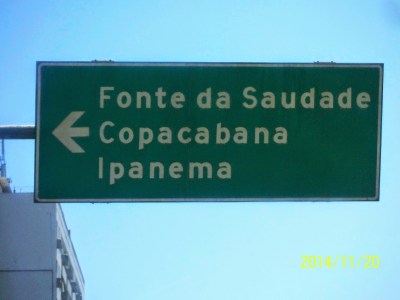 Fonte da Saudade
Copacabana
Ipanema
2014/11/20